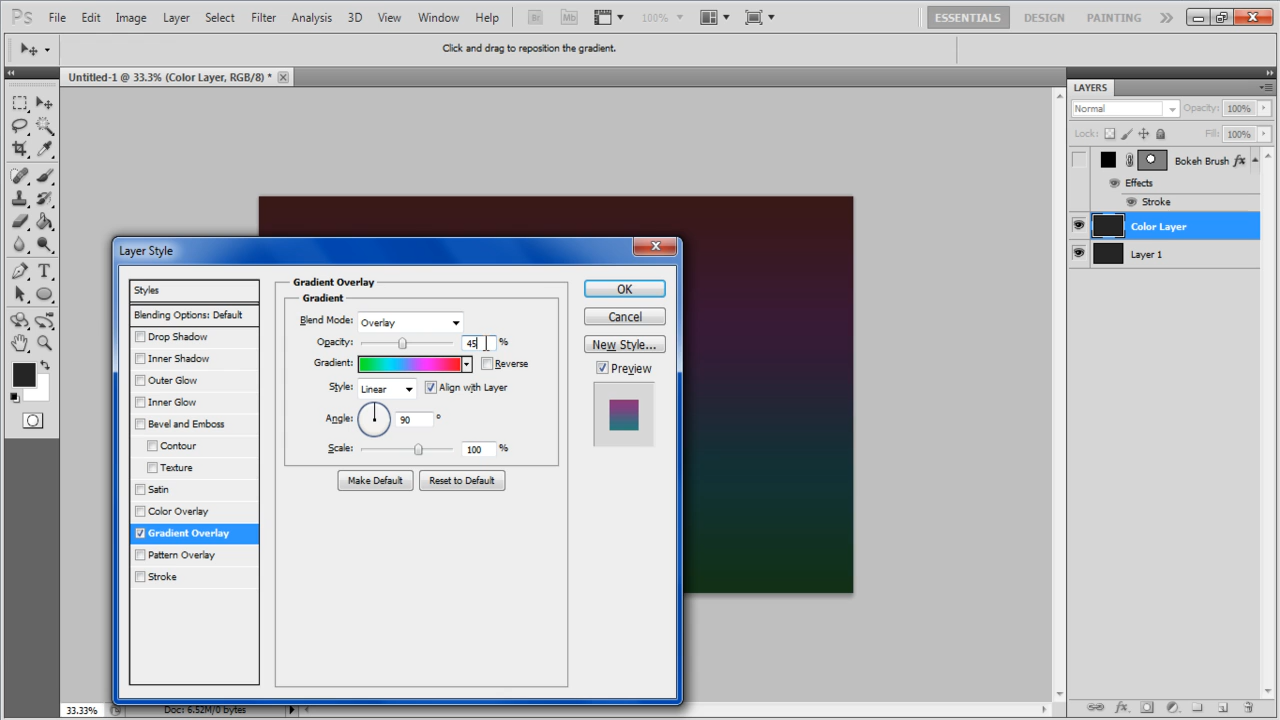 Ps File Edit Image Layer Select Filter Analysis 3D View Window Help Br Mb 100% ESSENTIALS DESIGN PAINTING
Click and drag to reposition the gradient.
Untitled-1 @ 33.3% (Color Layer, RGB/8) *
LAYERS
Normal Opacity: 100%
Lock: Fill: 100%
Bokeh Brush fx
Effects
Stroke
Color Layer
Layer 1
Layer Style
Styles
Blending Options: Default
Drop Shadow
Inner Shadow
Outer Glow
Inner Glow
Bevel and Emboss
Contour
Texture
Satin
Color Overlay
Gradient Overlay
Pattern Overlay
Stroke
Gradient Overlay
Gradient
Blend Mode: Overlay
Opacity: 45 %
Gradient: Reverse
Style: Linear Align with Layer
Angle: 90 °
Scale: 100 %
Make Default Reset to Default
OK
Cancel
New Style...
Preview
33.33% Doc: 6.52M/0 bytes
fx